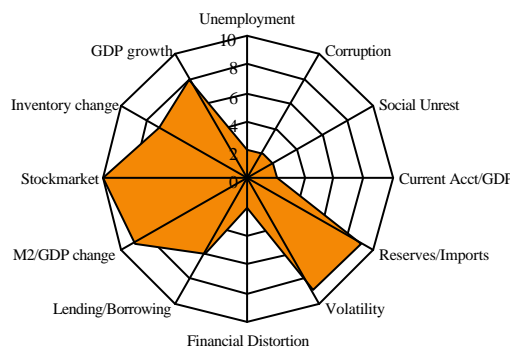 Unemployment
10
8
6
4
2
0
Corruption
Social Unrest
Current Acct/GDP
Reserves/Imports
Volatility
Financial Distortion
Lending/Borrowing
M2/GDP change
Stockmarket
Inventory change
GDP growth